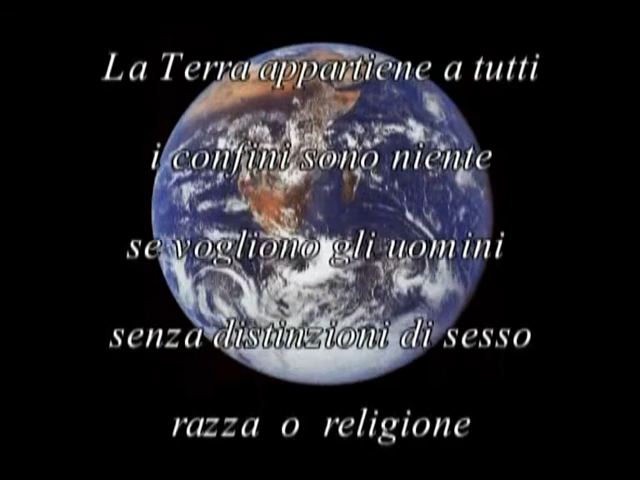 La Terra appartiene a tutti
i confini sono niente
se vogliono gli uomini
senza distinzioni di sesso
razza o religione